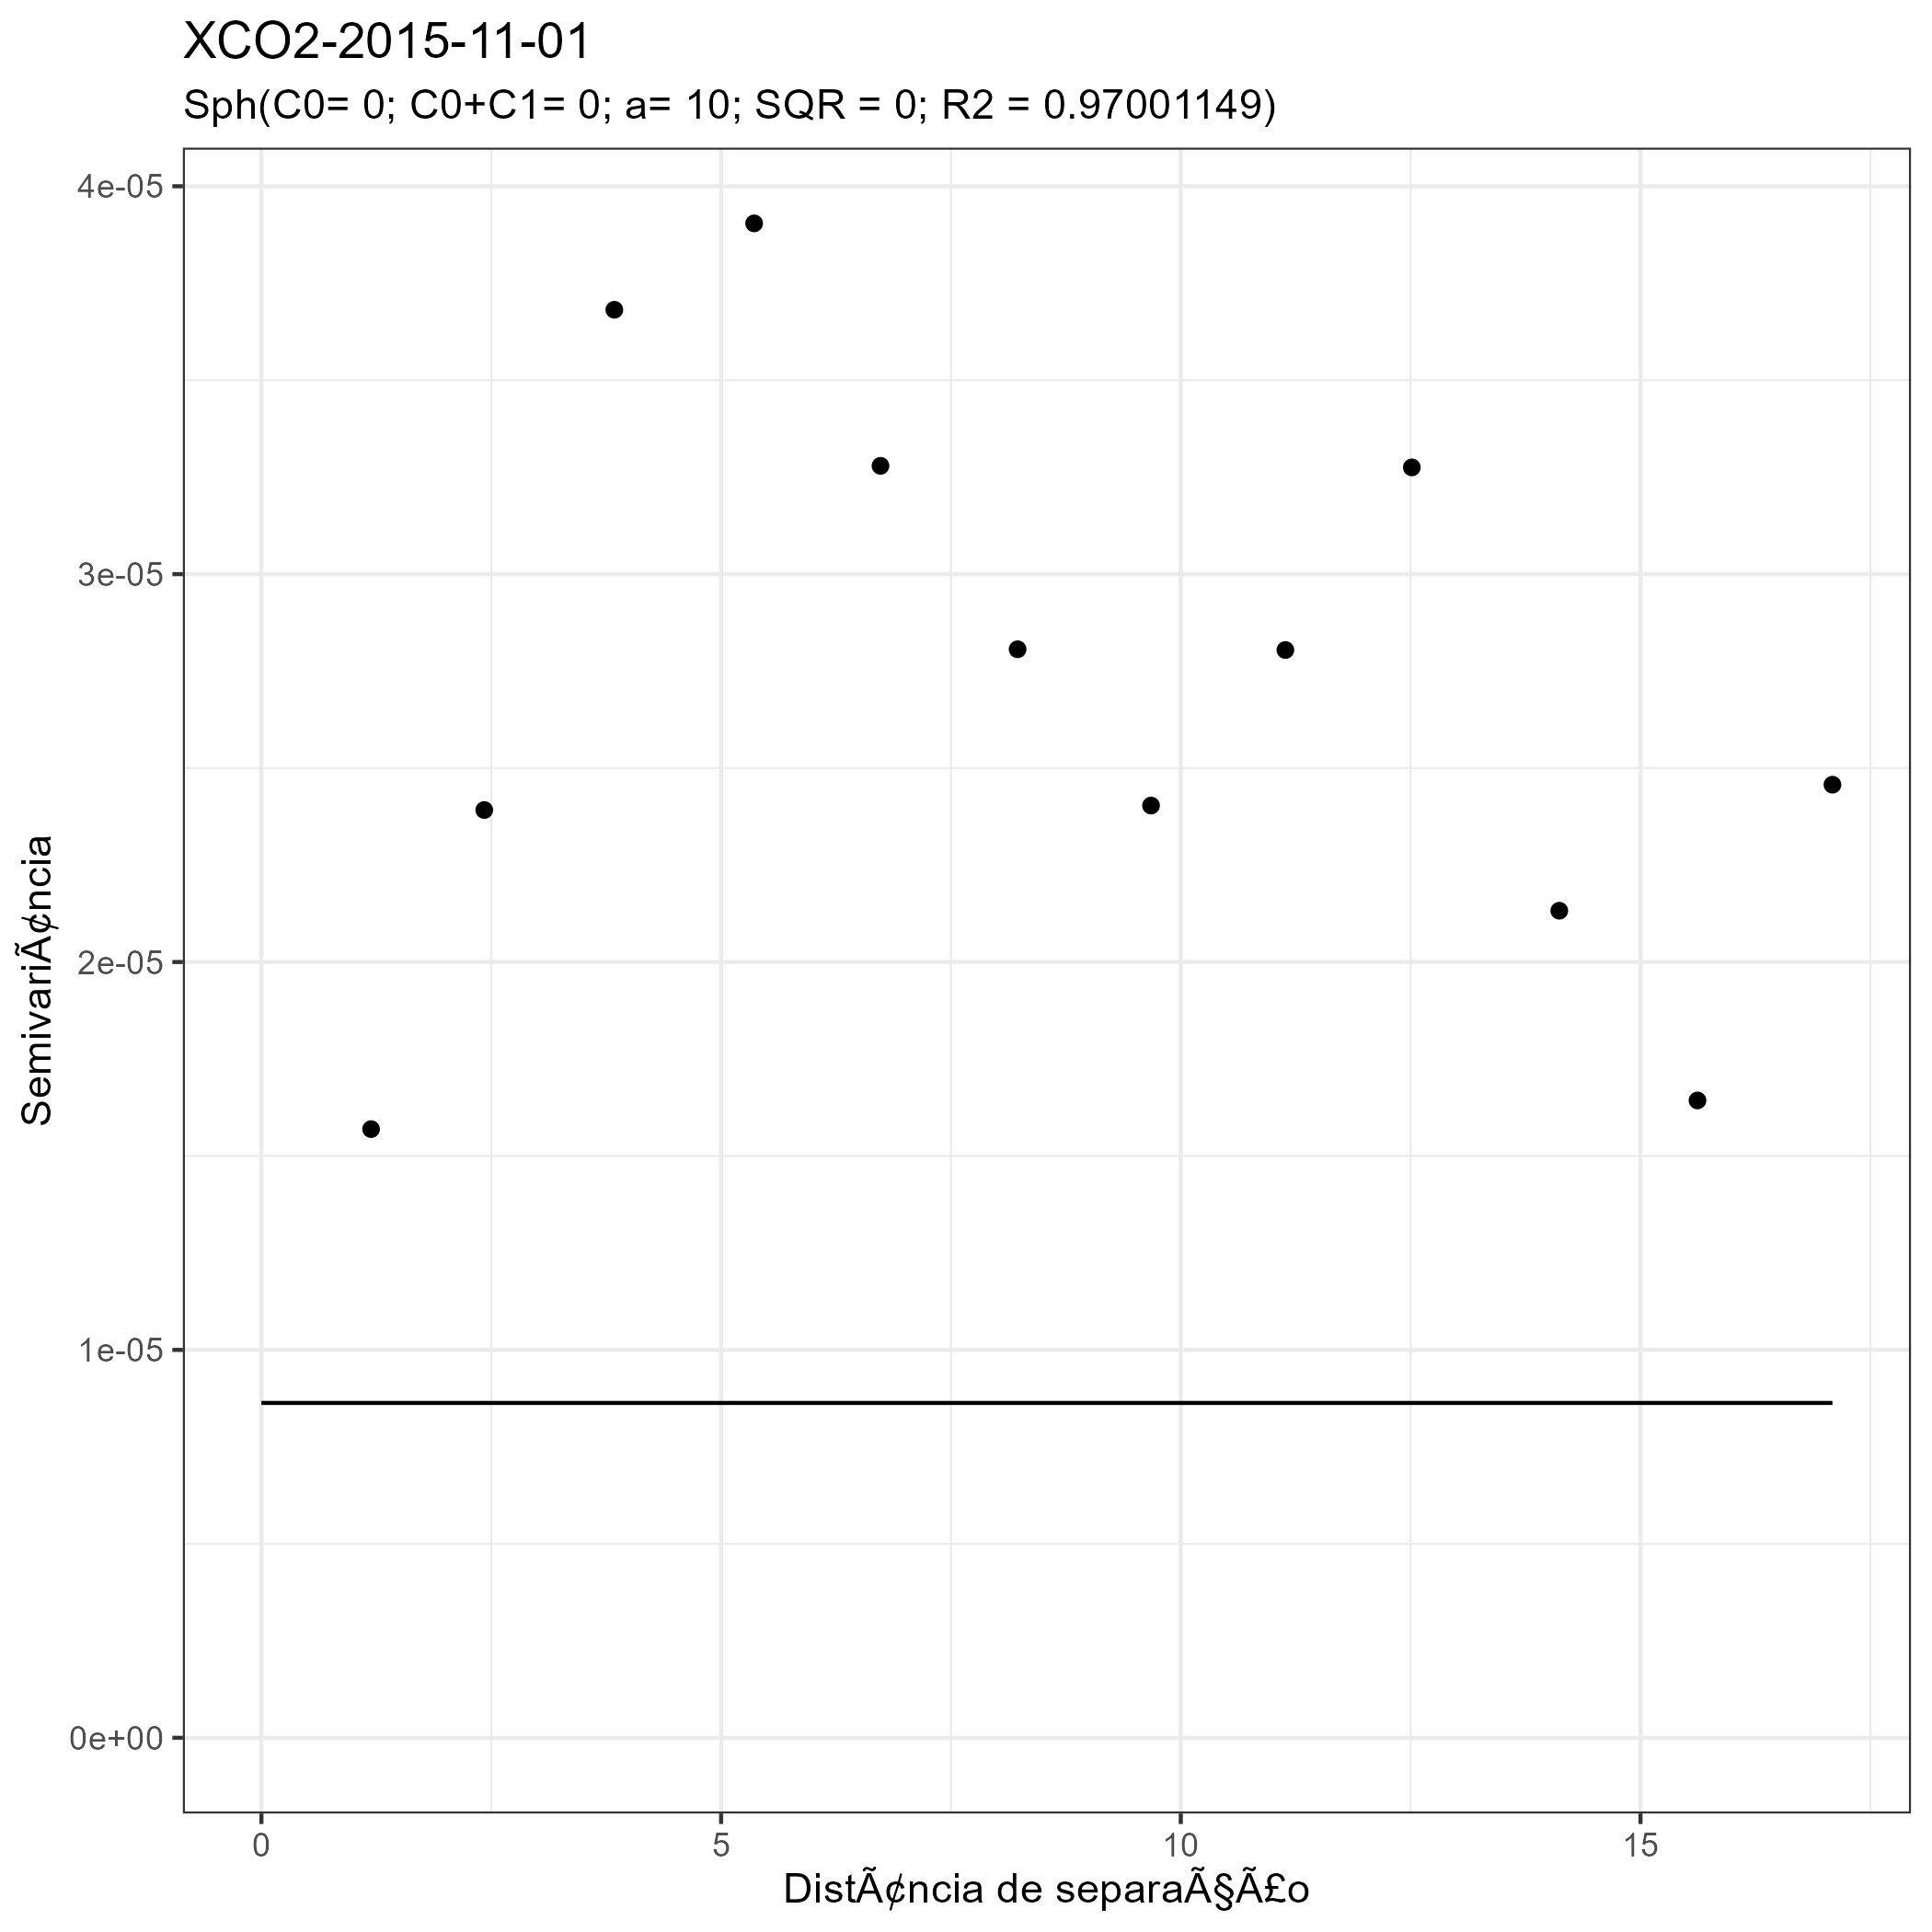 XCO2-2015-11-01
Sph(C0= 0; C0+C1= 0; a= 10; SQR = 0; R2 = 0.97001149)
4e-05
3e-05
2e-05
1e-05
0e+00
SemivariÃ¢ncia
0 5 10 15
DistÃ¢ncia de separaÃ§Ã£o